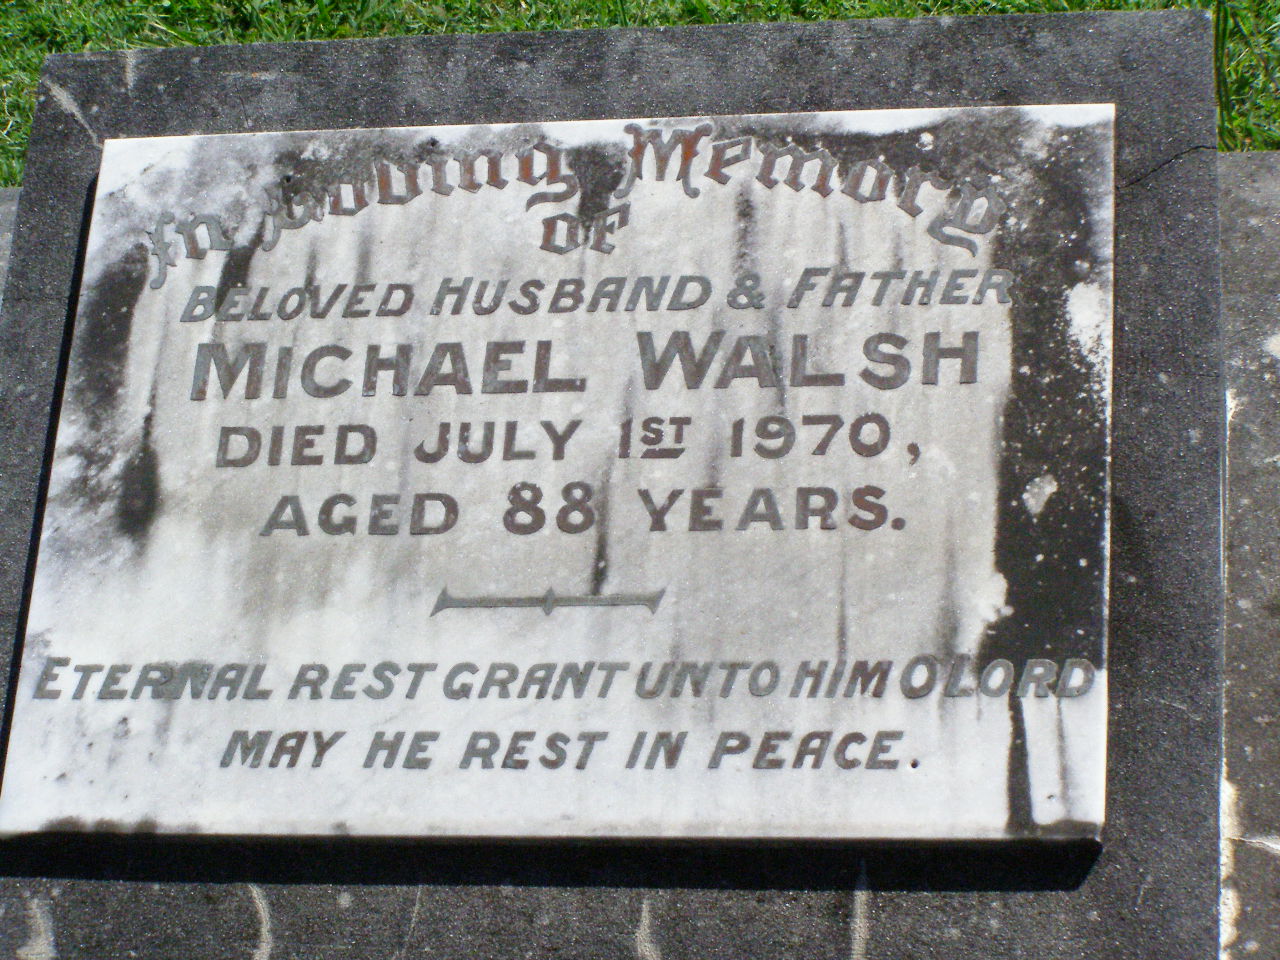 In Loving Memory
OF
BELOVED HUSBAND & FATHER
MICHAEL WALSH
DIED JULY 1ST 1970,
AGED 88 YEARS.
ETERNAL REST GRANT UNTO HIM O LORD
MAY HE REST IN PEACE.